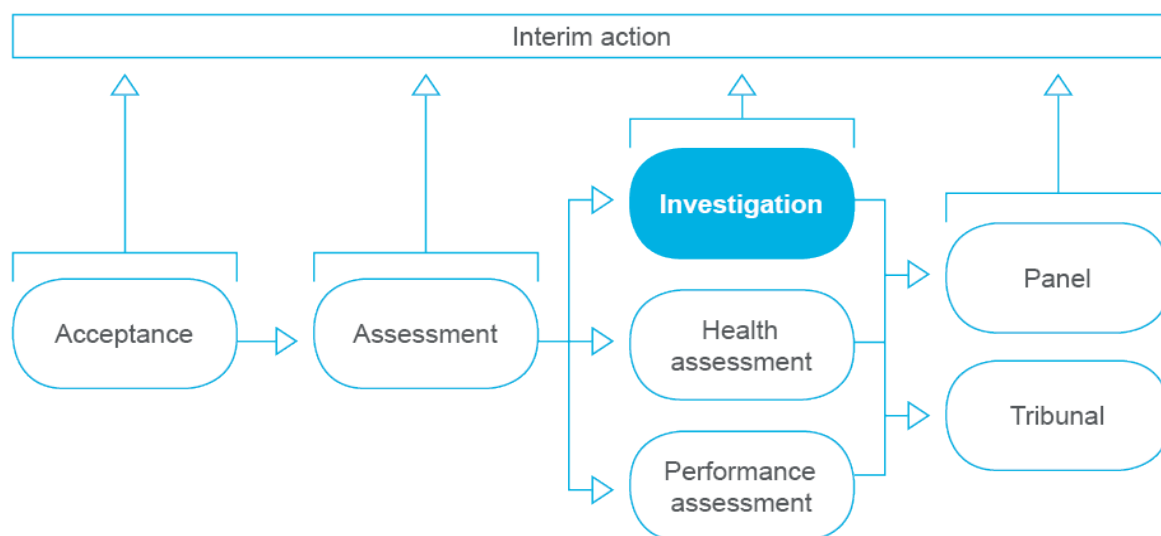 Interim action
Investigation
Acceptance
Assessment
Health
assessment
Performance
assessment
Panel
Tribunal